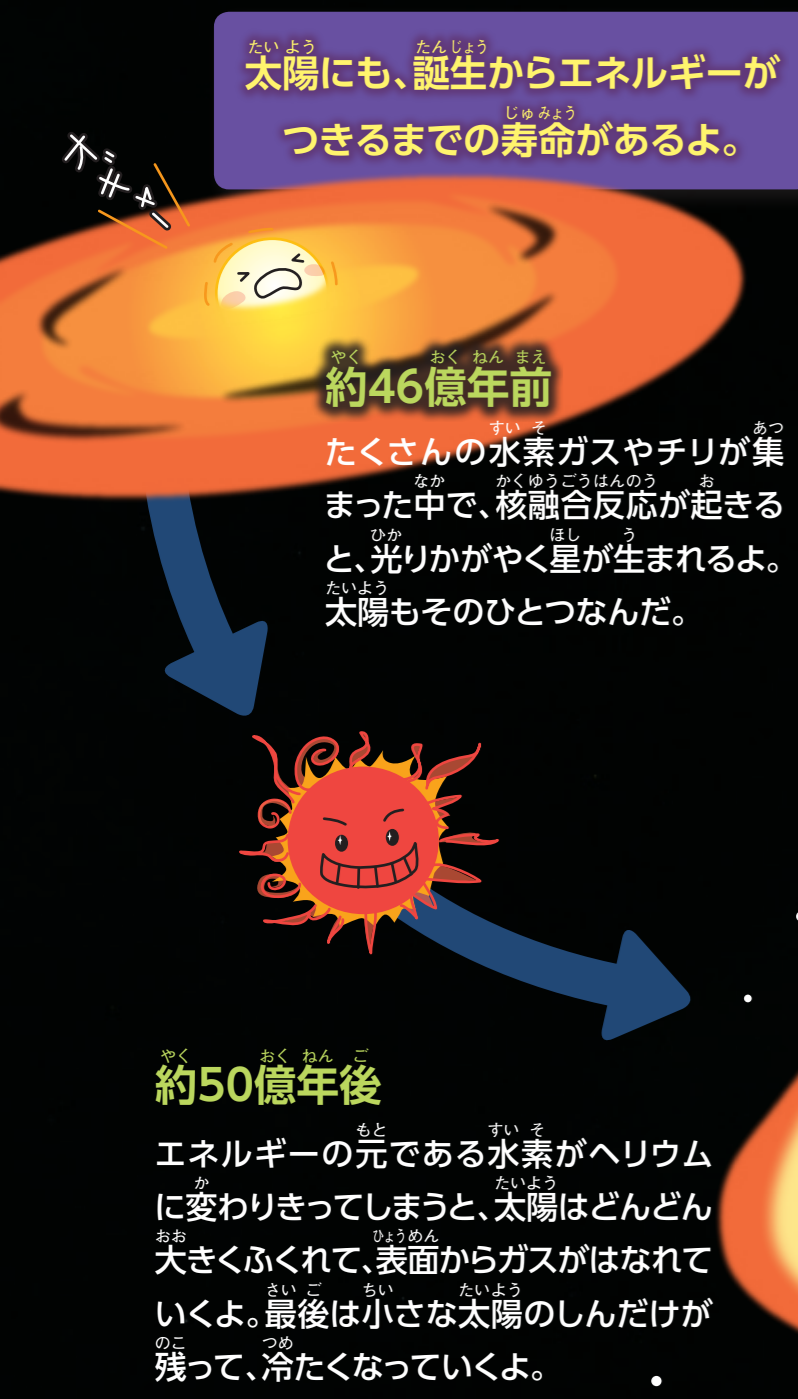 太陽にも、誕生からエネルギーが
つきるまでの寿命があるよ。
オギャー
約46億年前
たくさんの水素ガスやチリが集
まった中で、核融合反応が起きる
と、光りかがやく星が生まれるよ。
太陽もそのひとつなんだ。
約50億年後
エネルギーの元である水素がヘリウム
に変わりきってしまうと、太陽はどんどん
大きくふくれて、表面からガスがはなれて
いくよ。最後は小さな太陽のしんだけが
残って、冷たくなっていくよ。